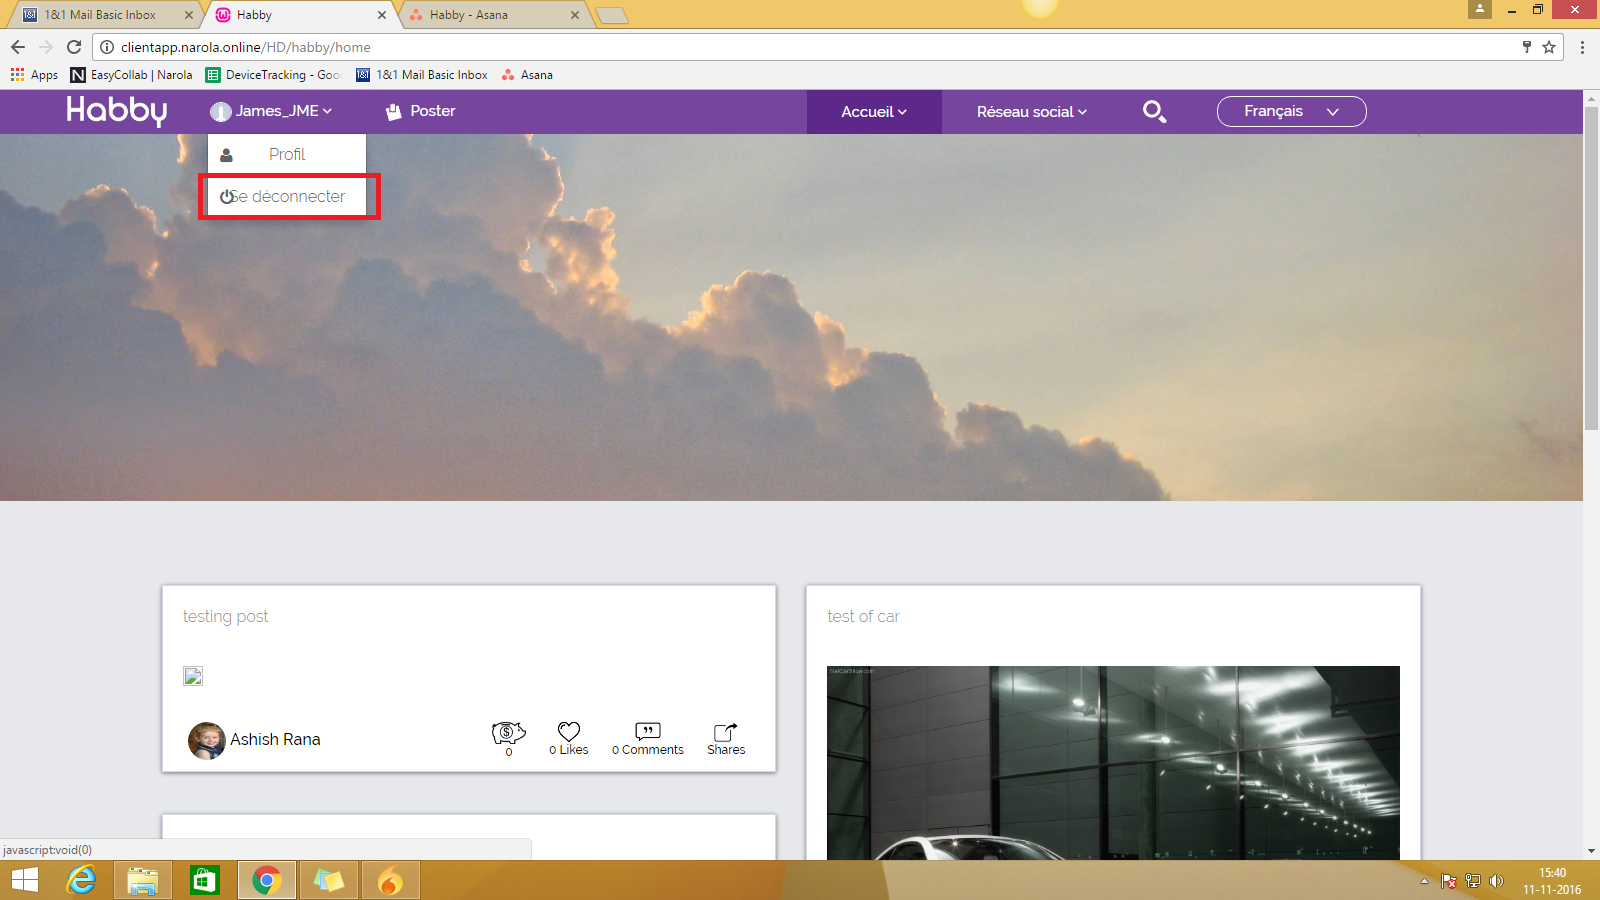 1&1 Mail Basic Inbox
Habby
Habby - Asana
clientapp.narola.online/HD/habby/home
Apps
EasyCollab | Narola
DeviceTracking - Goo
1&1 Mail Basic Inbox
Asana
Habby
James_JME
Poster
Accueil
Réseau social
Français
Profil
Se déconnecter
testing post
Ashish Rana
0
0 Likes
0 Comments
Shares
test of car
NetCarShow.com
javascript:void(0)
15:40
11-11-2016